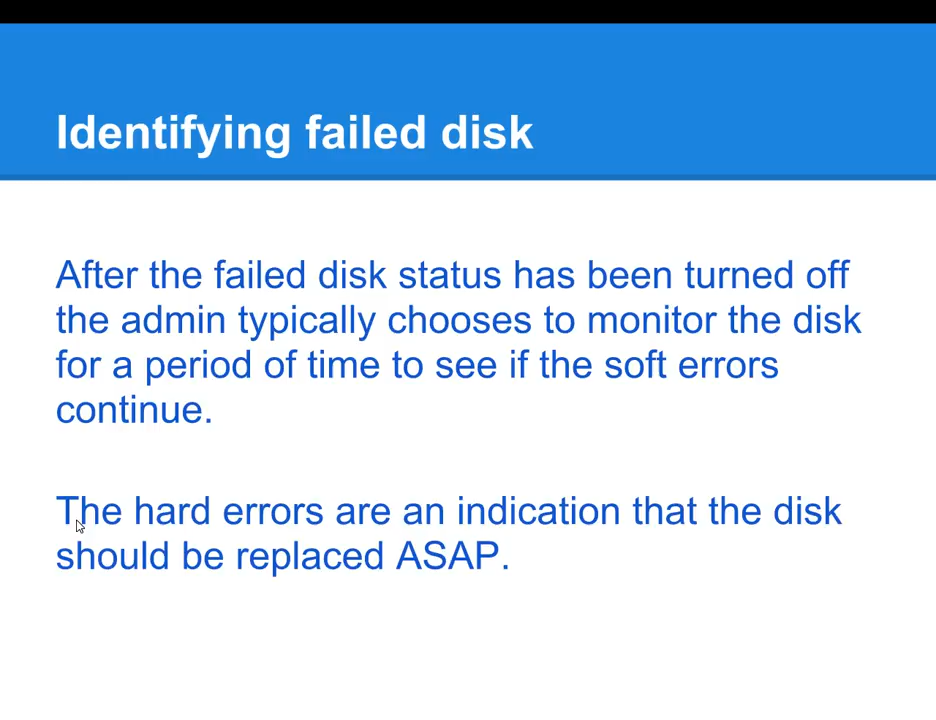 Identifying failed disk
After the failed disk status has been turned off
the admin typically chooses to monitor the disk
for a period of time to see if the soft errors
continue.
The hard errors are an indication that the disk
should be replaced ASAP.